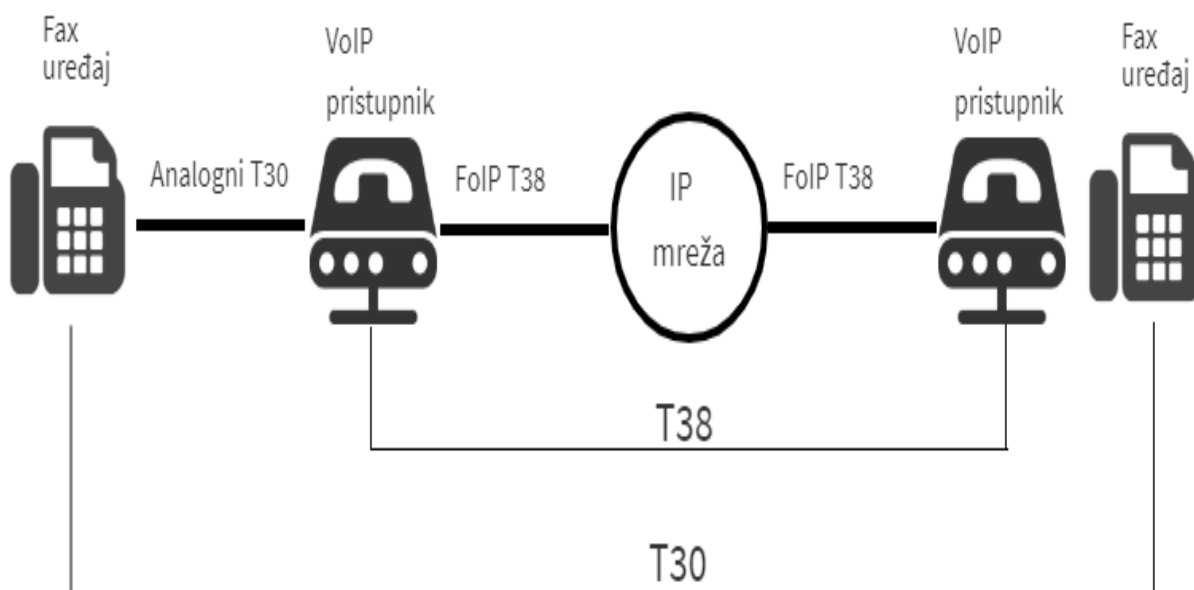 Fax
uređaj
VoIP
pristupnik
VoIP
pristupnik
Fax
uređaj
Analogni T30
FoIP T38
IP
mreža
FoIP T38
T38
T30